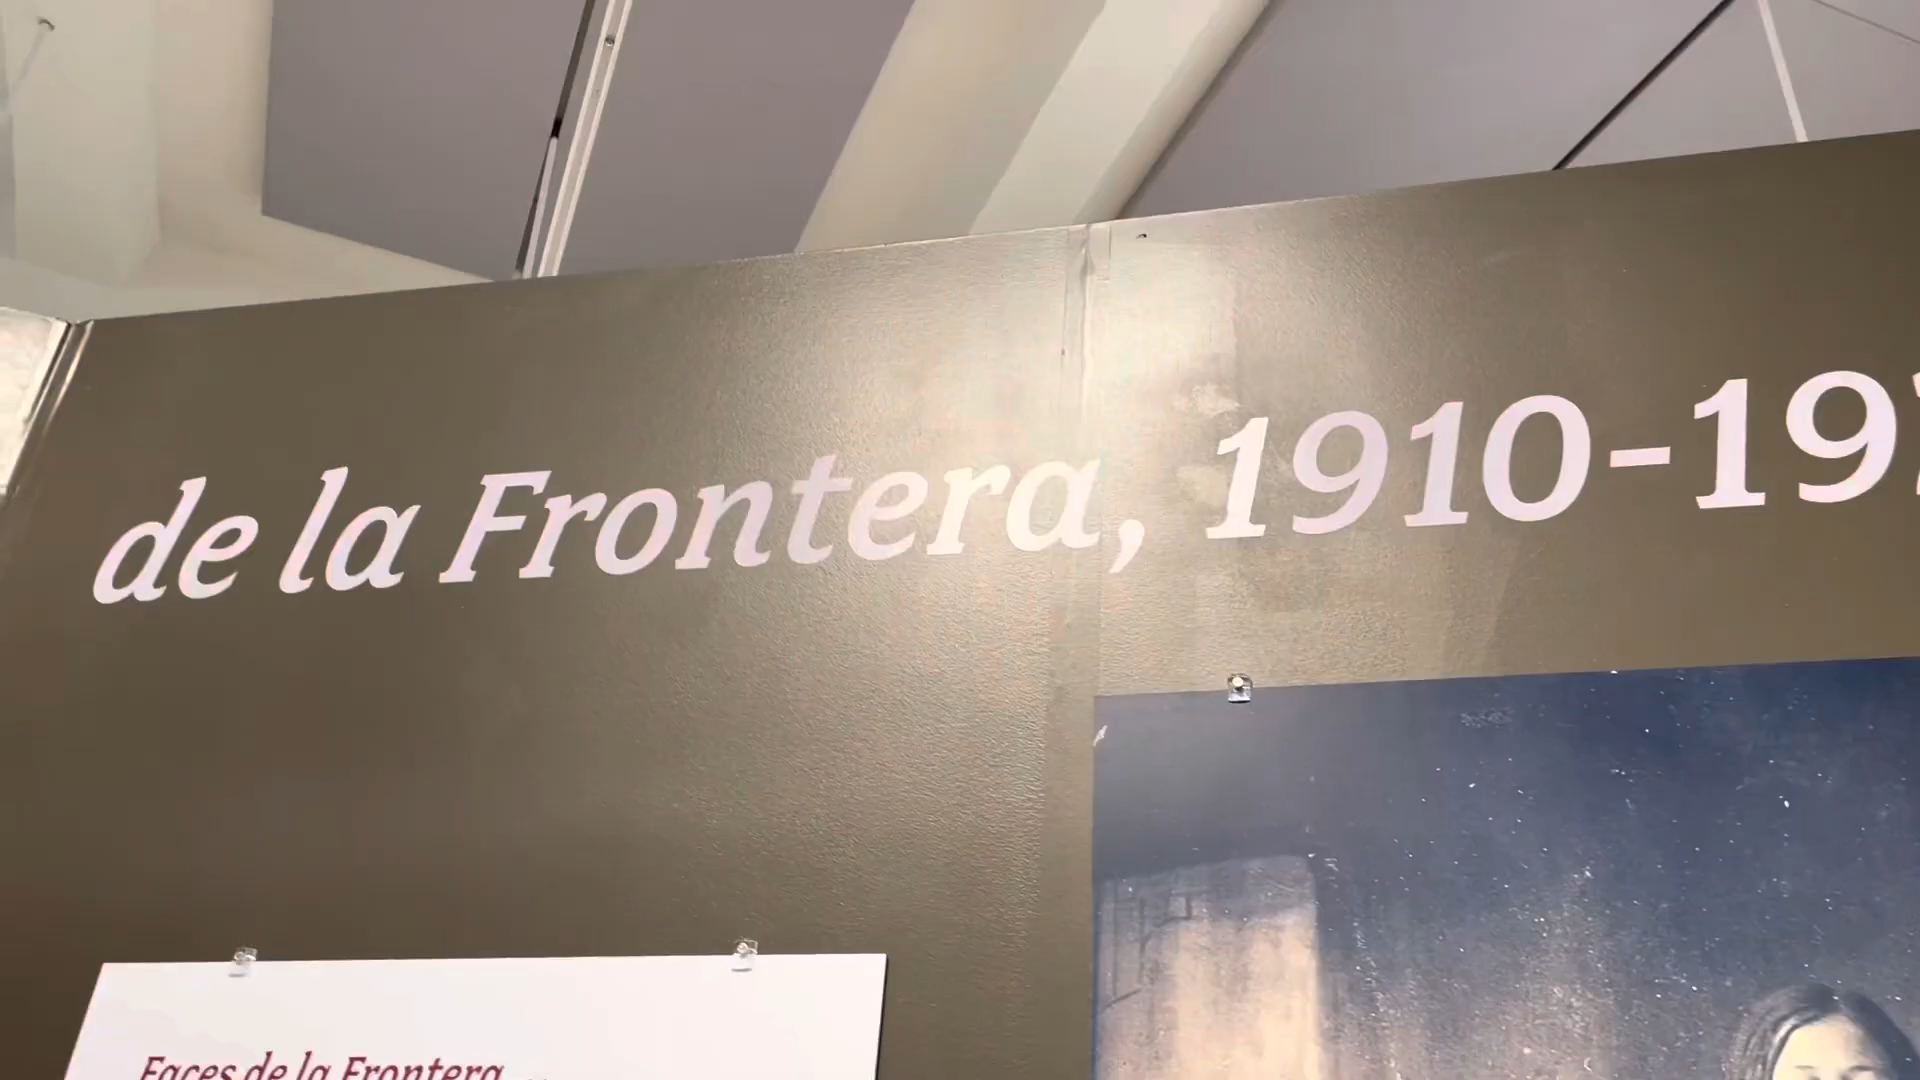 de la Frontera, 1910-19
Faces de la Frontera